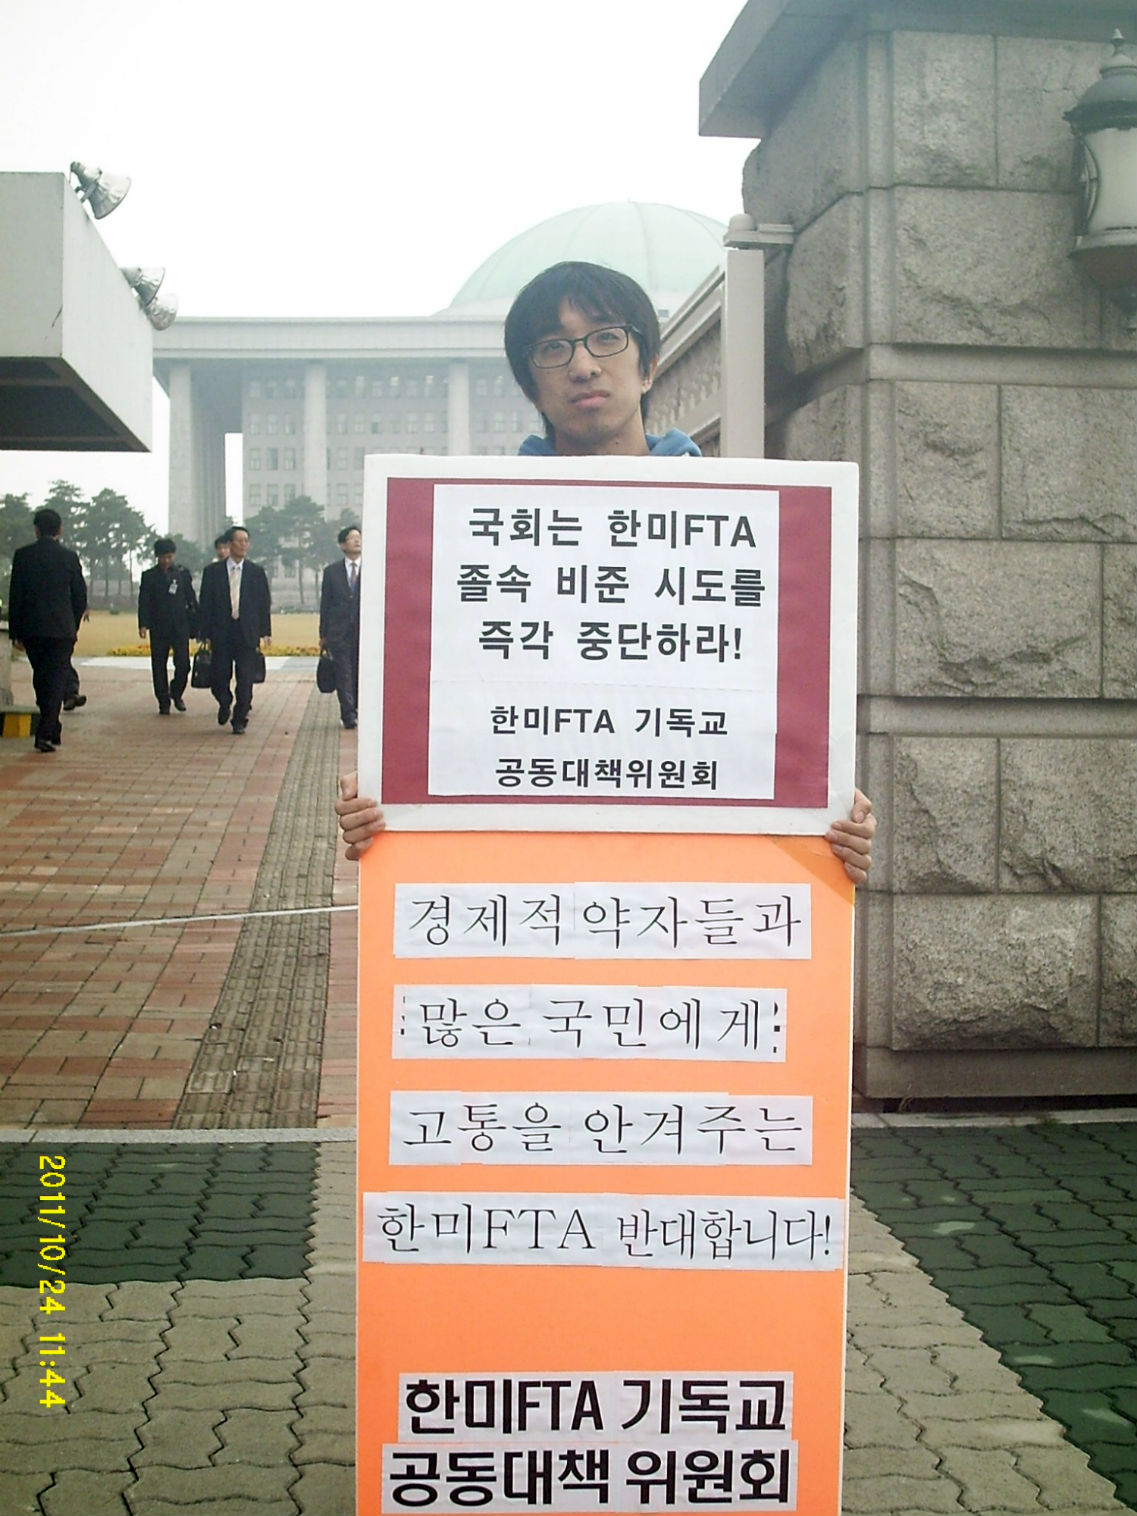 국회는 한미FTA
졸속 비준 시도를
즉각 중단하라!
한미FTA 기독교
공동대책위원회
경제적 약자들과
많은 국민에게
고통을 안겨주는
한미FTA 반대합니다!
한미FTA 기독교
공동대책 위원회
2011/10/24 11:44